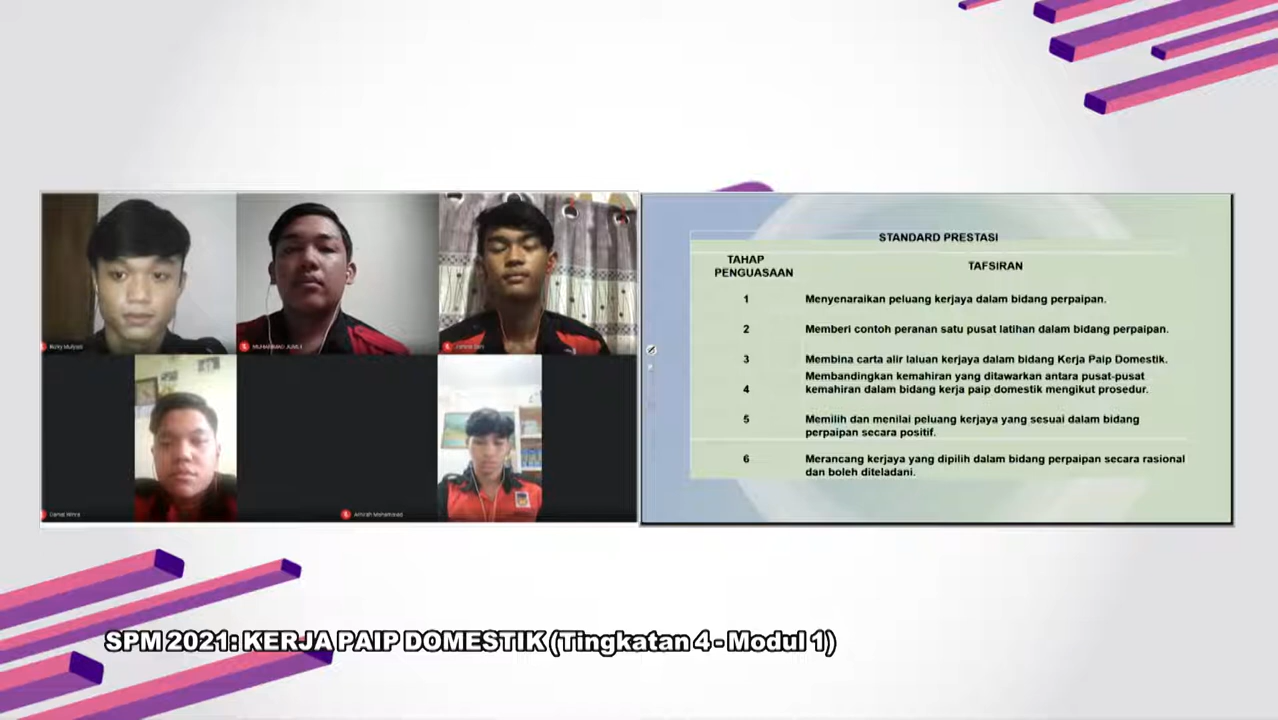 Rizky Mulyadi
STANDARD PRESTASI
TAHAP
PENGUASAAN
TAFSIRAN
1
Menyenaraikan peluang kerjaya dalam bidang perpaipan.
2
Memberi contoh peranan satu pusat latihan dalam bidang perpaipan.
3
Membina carta alir laluan kerjaya dalam bidang Kerja Paip Domestik.
4
Membandingkan kemahiran yang ditawarkan antara pusat-pusat
kemahiran dalam bidang kerja paip domestik mengikut prosedur.
5
Memilih dan menilai peluang kerjaya yang sesuai dalam bidang
perpaipan secara positif.
6
Merancang kerjaya yang dipilih dalam bidang perpaipan secara rasional
dan boleh diteladani.
SPM 2021: KERJA PAIP DOMESTIK (Tingkatan 4 - Modul 1)